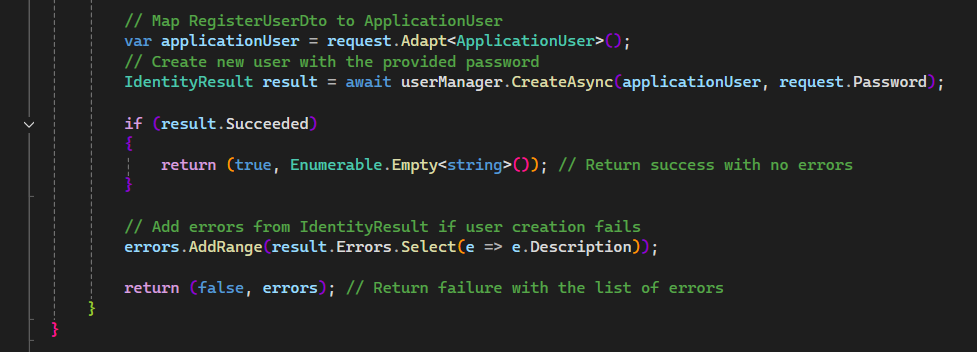 // Map RegisterUserDto to ApplicationUser
var applicationUser = request.Adapt<ApplicationUser>();
// Create new user with the provided password
IdentityResult result = await userManager.CreateAsync(applicationUser, request.Password);
if (result.Succeeded)
{
return (true, Enumerable.Empty<string>()); // Return success with no errors
}
// Add errors from IdentityResult if user creation fails
errors.AddRange(result.Errors.Select(e => e.Description));
return (false, errors); // Return failure with the list of errors
}
}